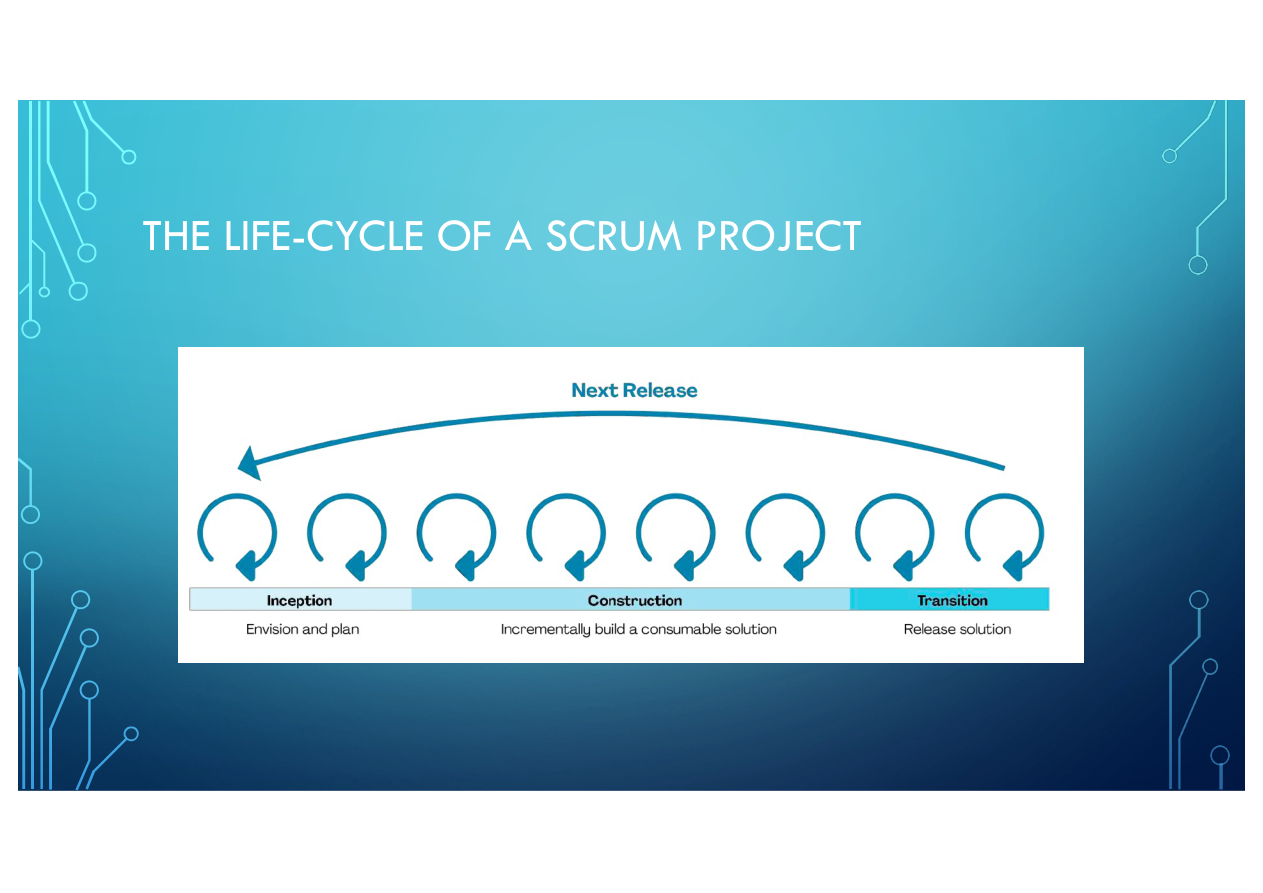 THE LIFE-CYCLE OF A SCRUM PROJECT
Next Release
Inception
Construction
Transition
Envision and plan
Incrementally build a consumable solution
Release solution